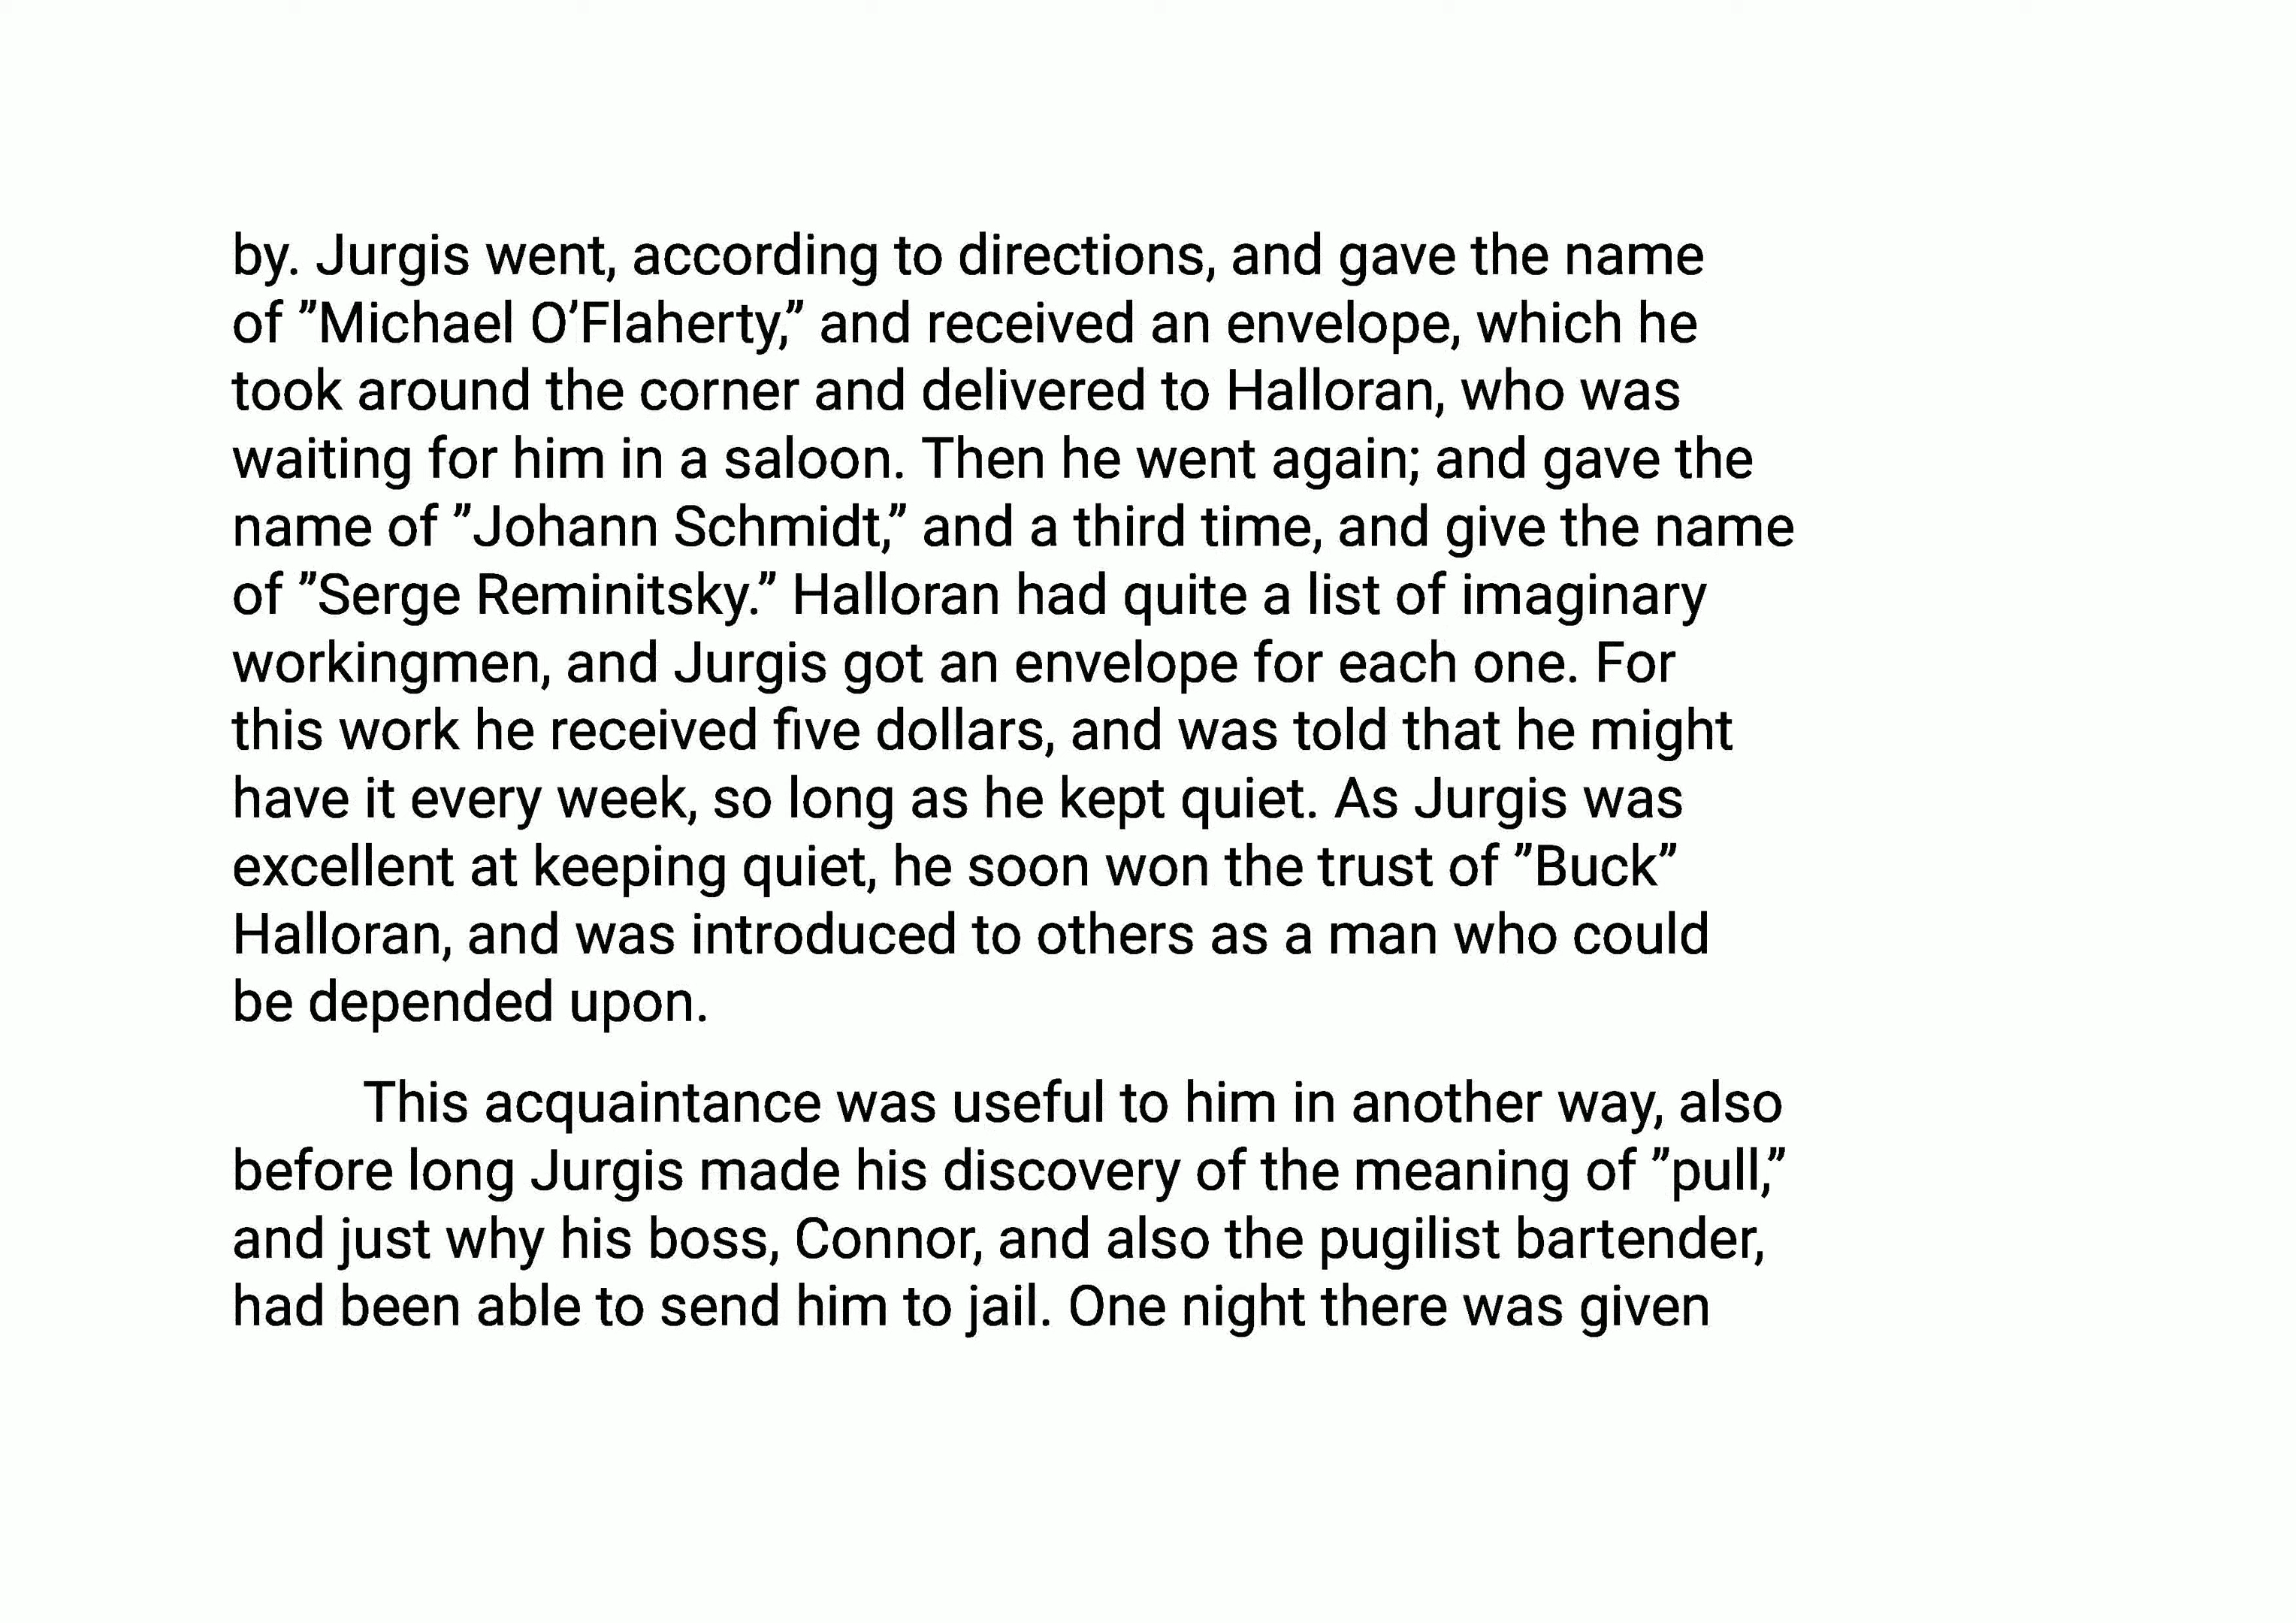 by. Jurgis went, according to directions, and gave the name
of ”Michael O’Flaherty,” and received an envelope, which he
took around the corner and delivered to Halloran, who was
waiting for him in a saloon. Then he went again; and gave the
name of ”Johann Schmidt,” and a third time, and give the name
of ”Serge Reminitsky.” Halloran had quite a list of imaginary
workingmen, and Jurgis got an envelope for each one. For
this work he received five dollars, and was told that he might
have it every week, so long as he kept quiet. As Jurgis was
excellent at keeping quiet, he soon won the trust of ”Buck”
Halloran, and was introduced to others as a man who could
be depended upon.
This acquaintance was useful to him in another way, also
before long Jurgis made his discovery of the meaning of ”pull,”
and just why his boss, Connor, and also the pugilist bartender,
had been able to send him to jail. One night there was given